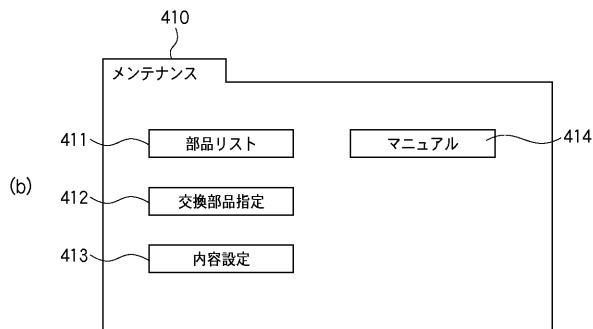 410
メンテナンス
411 部品リスト マニュアル 414
(b)
412 交換部品指定
413 内容設定